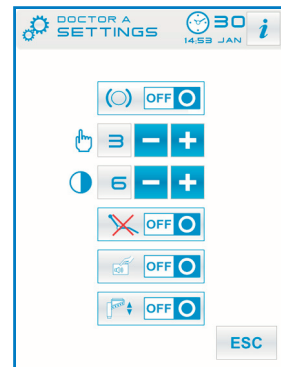 DOCTOR A
SETTINGS
30
14:53 JAN
i
OFF
3 - +
6 - +
OFF
OFF
OFF
ESC